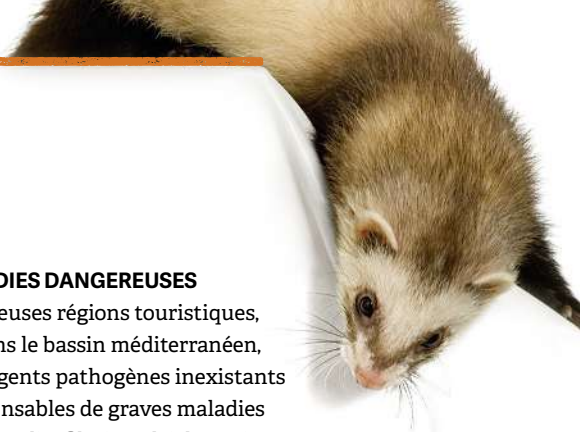 DIES DANGEREUSES
euses régions touristiques,
ns le bassin méditerranéen,
gents pathogènes inexistants
nsables de graves maladies